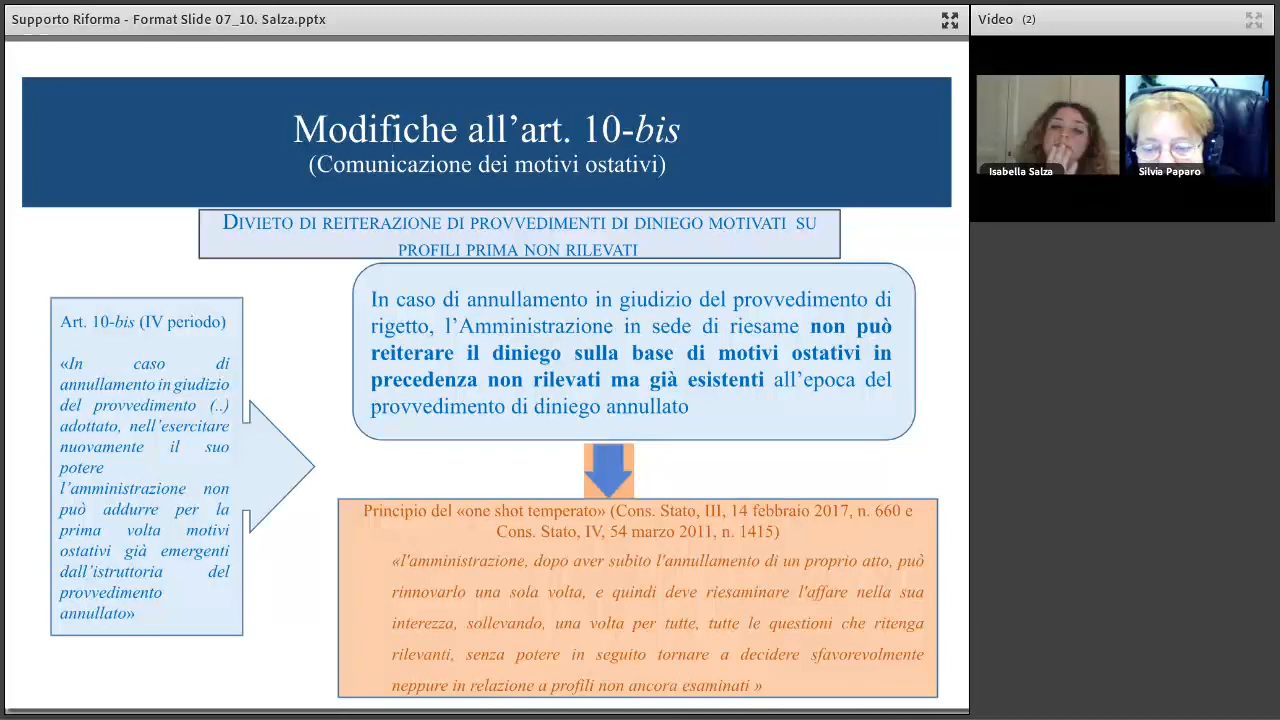 Supporto Riforma - Format Slide 07_10. Salza.pptx
Video (2)
Isabella Salza
Silvia Paparo
Modifiche all'art. 10-bis
(Comunicazione dei motivi ostativi)
DIVIETO DI REITERAZIONE DI PROVVEDIMENTI DI DINIEGO MOTIVATI SU
PROFILI PRIMA NON RILEVATI
Art. 10-bis (IV periodo)
«In caso di
annullamento in giudizio
del provvedimento (..)
adottato, nell'esercitare
nuovamente il suo
potere
l'amministrazione non
può addurre per la
prima volta motivi
ostativi già emergenti
dall'istruttoria del
provvedimento
annullato»
In caso di annullamento in giudizio del provvedimento di
rigetto, l'Amministrazione in sede di riesame non può
reiterare il diniego sulla base di motivi ostativi in
precedenza non rilevati ma già esistenti all'epoca del
provvedimento di diniego annullato
Principio del «one shot temperato» (Cons. Stato, III, 14 febbraio 2017, n. 660 e
Cons. Stato, IV, 54 marzo 2011, n. 1415)
«l'amministrazione, dopo aver subito l'annullamento di un proprio atto, può
rinnovarlo una sola volta, e quindi deve riesaminare l'affare nella sua
interezza, sollevando, una volta per tutte, tutte le questioni che ritenga
rilevanti, senza potere in seguito tornare a decidere sfavorevolmente
neppure in relazione a profili non ancora esaminati »